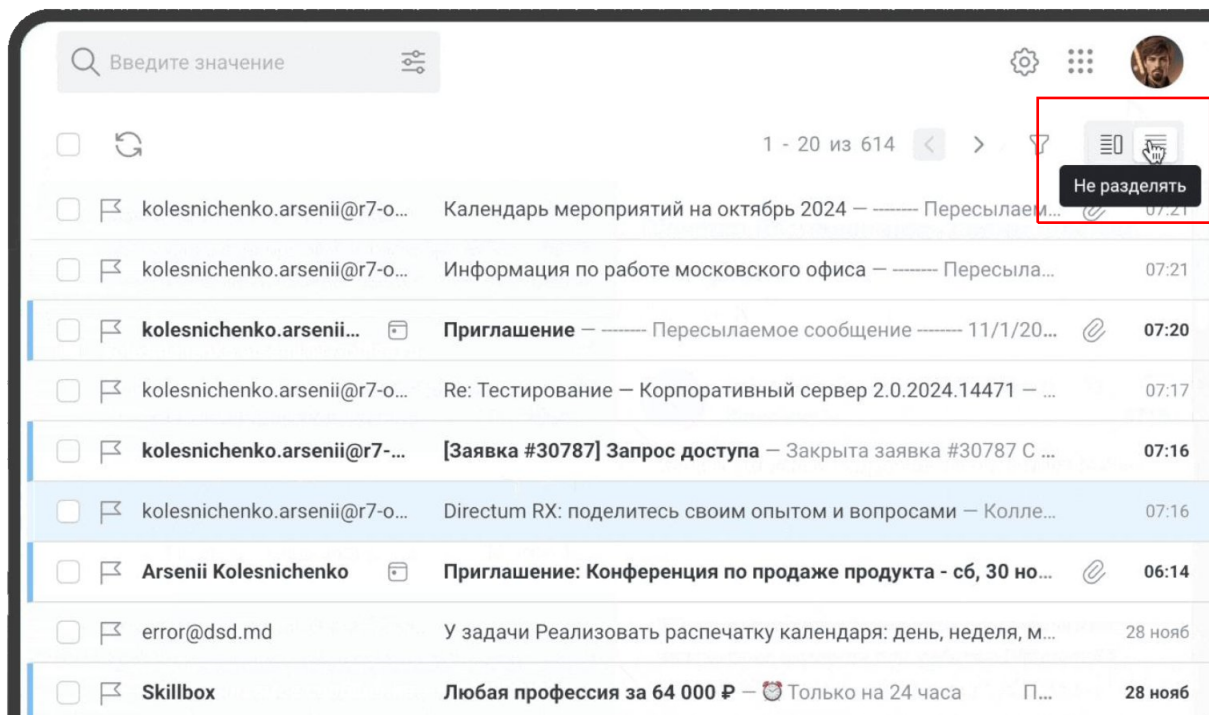 Введите значение
1 - 20 из 614
Не разделять
kolesnichenko.arsenii@r7-o... Календарь мероприятий на октябрь 2024 — -------- Пересылаем... 07:21
kolesnichenko.arsenii@r7-o... Информация по работе московского офиса — -------- Пересыла... 07:21
kolesnichenko.arsenii... Приглашение — -------- Пересылаемое сообщение -------- 11/1/20... 07:20
kolesnichenko.arsenii@r7-o... Re: Тестирование — Корпоративный сервер 2.0.2024.14471 — ... 07:17
kolesnichenko.arsenii@r7-... [Заявка #30787] Запрос доступа — Закрыта заявка #30787 С ... 07:16
kolesnichenko.arsenii@r7-o... Directum RX: поделитесь своим опытом и вопросами — Колле... 07:16
Arsenii Kolesnichenko Приглашение: Конференция по продаже продукта - сб, 30 но... 06:14
error@dsd.md У задачи Реализовать распечатку календаря: день, неделя, м... 28 нояб
Skillbox Любая профессия за 64 000 ₽ — ⏰ Только на 24 часа П... 28 нояб